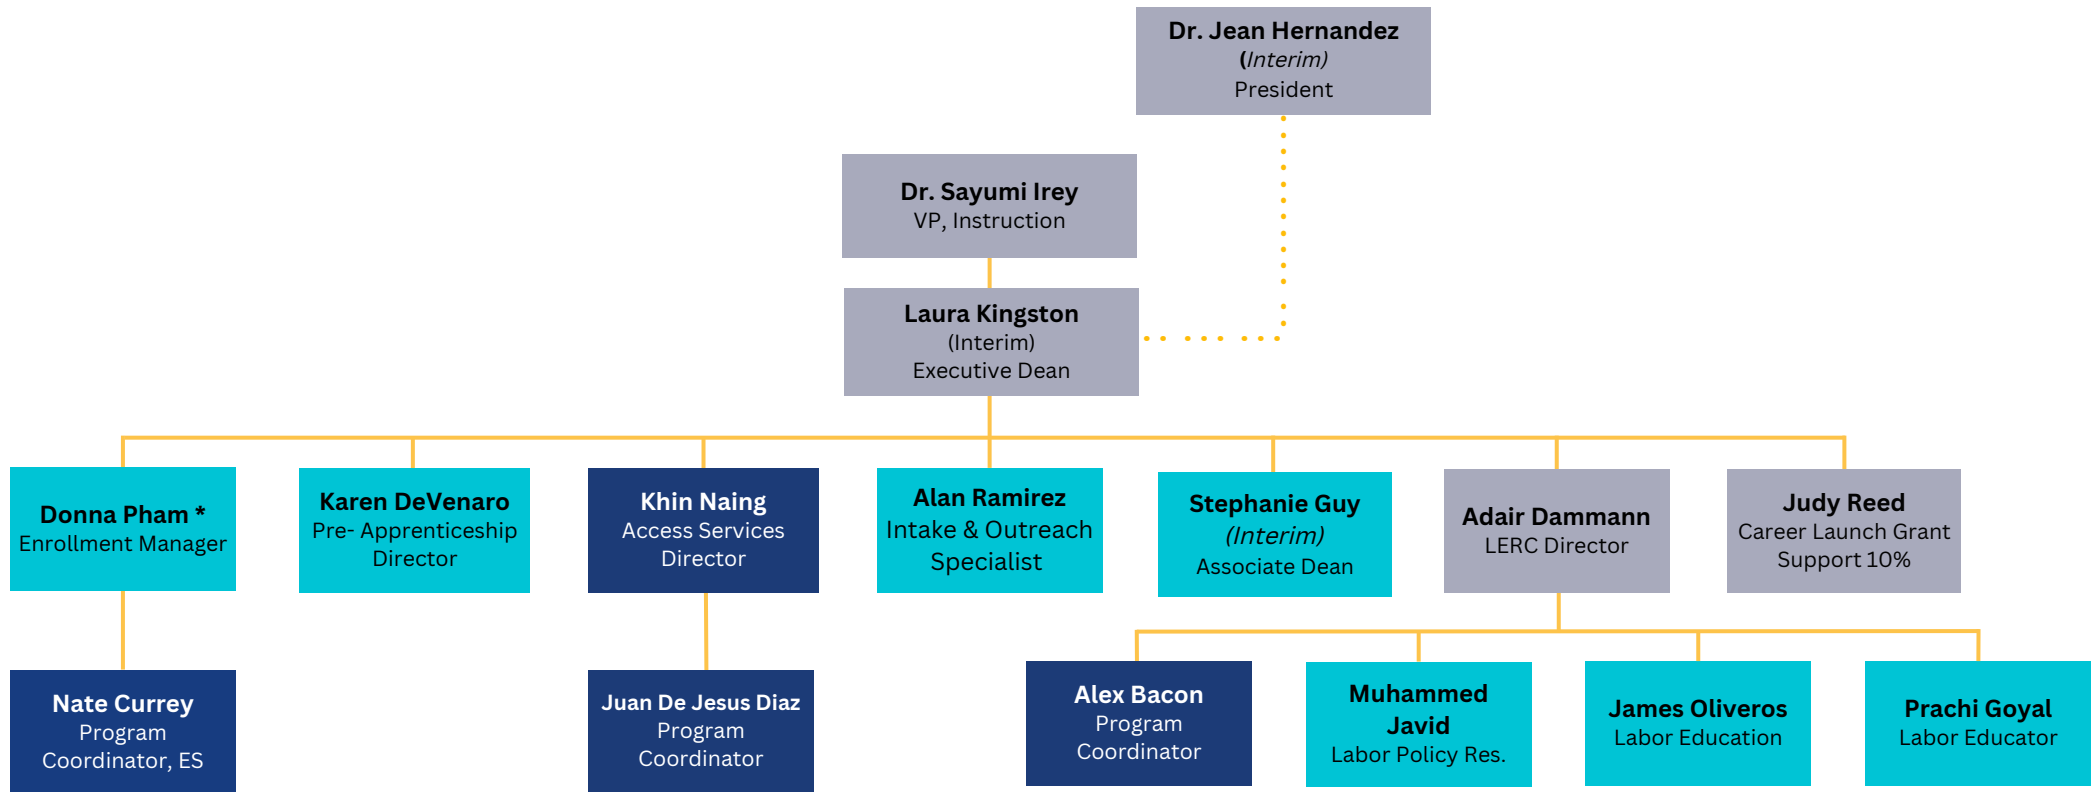 Dr. Jean Hernandez
(Interim)
President
Dr. Sayumi Irey
VP, Instruction
Laura Kingston
(Interim)
Executive Dean
Donna Pham *
Enrollment Manager
Karen DeVenaro
Pre- Apprenticeship
Director
Khin Naing
Access Services
Director
Alan Ramirez
Intake & Outreach
Specialist
Stephanie Guy
(Interim)
Associate Dean
Adair Dammann
LERC Director
Judy Reed
Career Launch Grant
Support 10%
Nate Currey
Program
Coordinator, ES
Juan De Jesus Diaz
Program
Coordinator
Alex Bacon
Program
Coordinator
Muhammed
Javid
Labor Policy Res.
James Oliveros
Labor Education
Prachi Goyal
Labor Educator